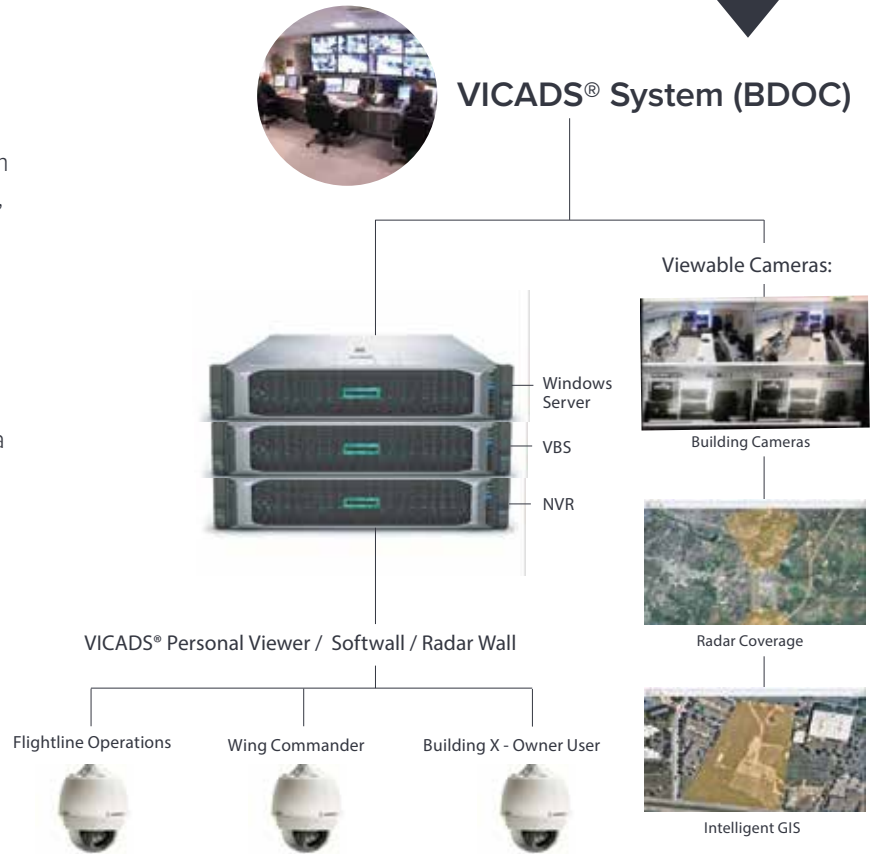 VICADS® System (BDOC)
n
,
a
Viewable Cameras:
Windows
Server
VBS
NVR
Building Cameras
Radar Coverage
Intelligent GIS
VICADS® Personal Viewer / Softwall / Radar Wall
Flightline Operations
Wing Commander
Building X - Owner User